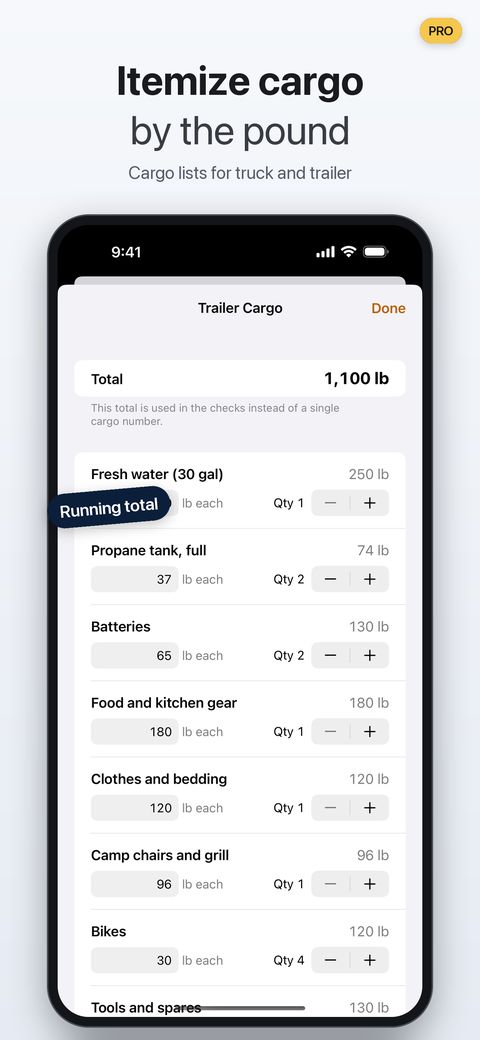 PRO
Itemize cargo
by the pound
Cargo lists for truck and trailer
9:41
Trailer Cargo
Done
Total 1,100 lb
This total is used in the checks instead of a single
cargo number.
Fresh water (30 gal) 250 lb
Running total
lb each Qty 1 − +
Propane tank, full 74 lb
37 lb each Qty 2 − +
Batteries 130 lb
65 lb each Qty 2 − +
Food and kitchen gear 180 lb
180 lb each Qty 1 − +
Clothes and bedding 120 lb
120 lb each Qty 1 − +
Camp chairs and grill 96 lb
96 lb each Qty 1 − +
Bikes 120 lb
30 lb each Qty 4 − +
Tools and spares 130 lb